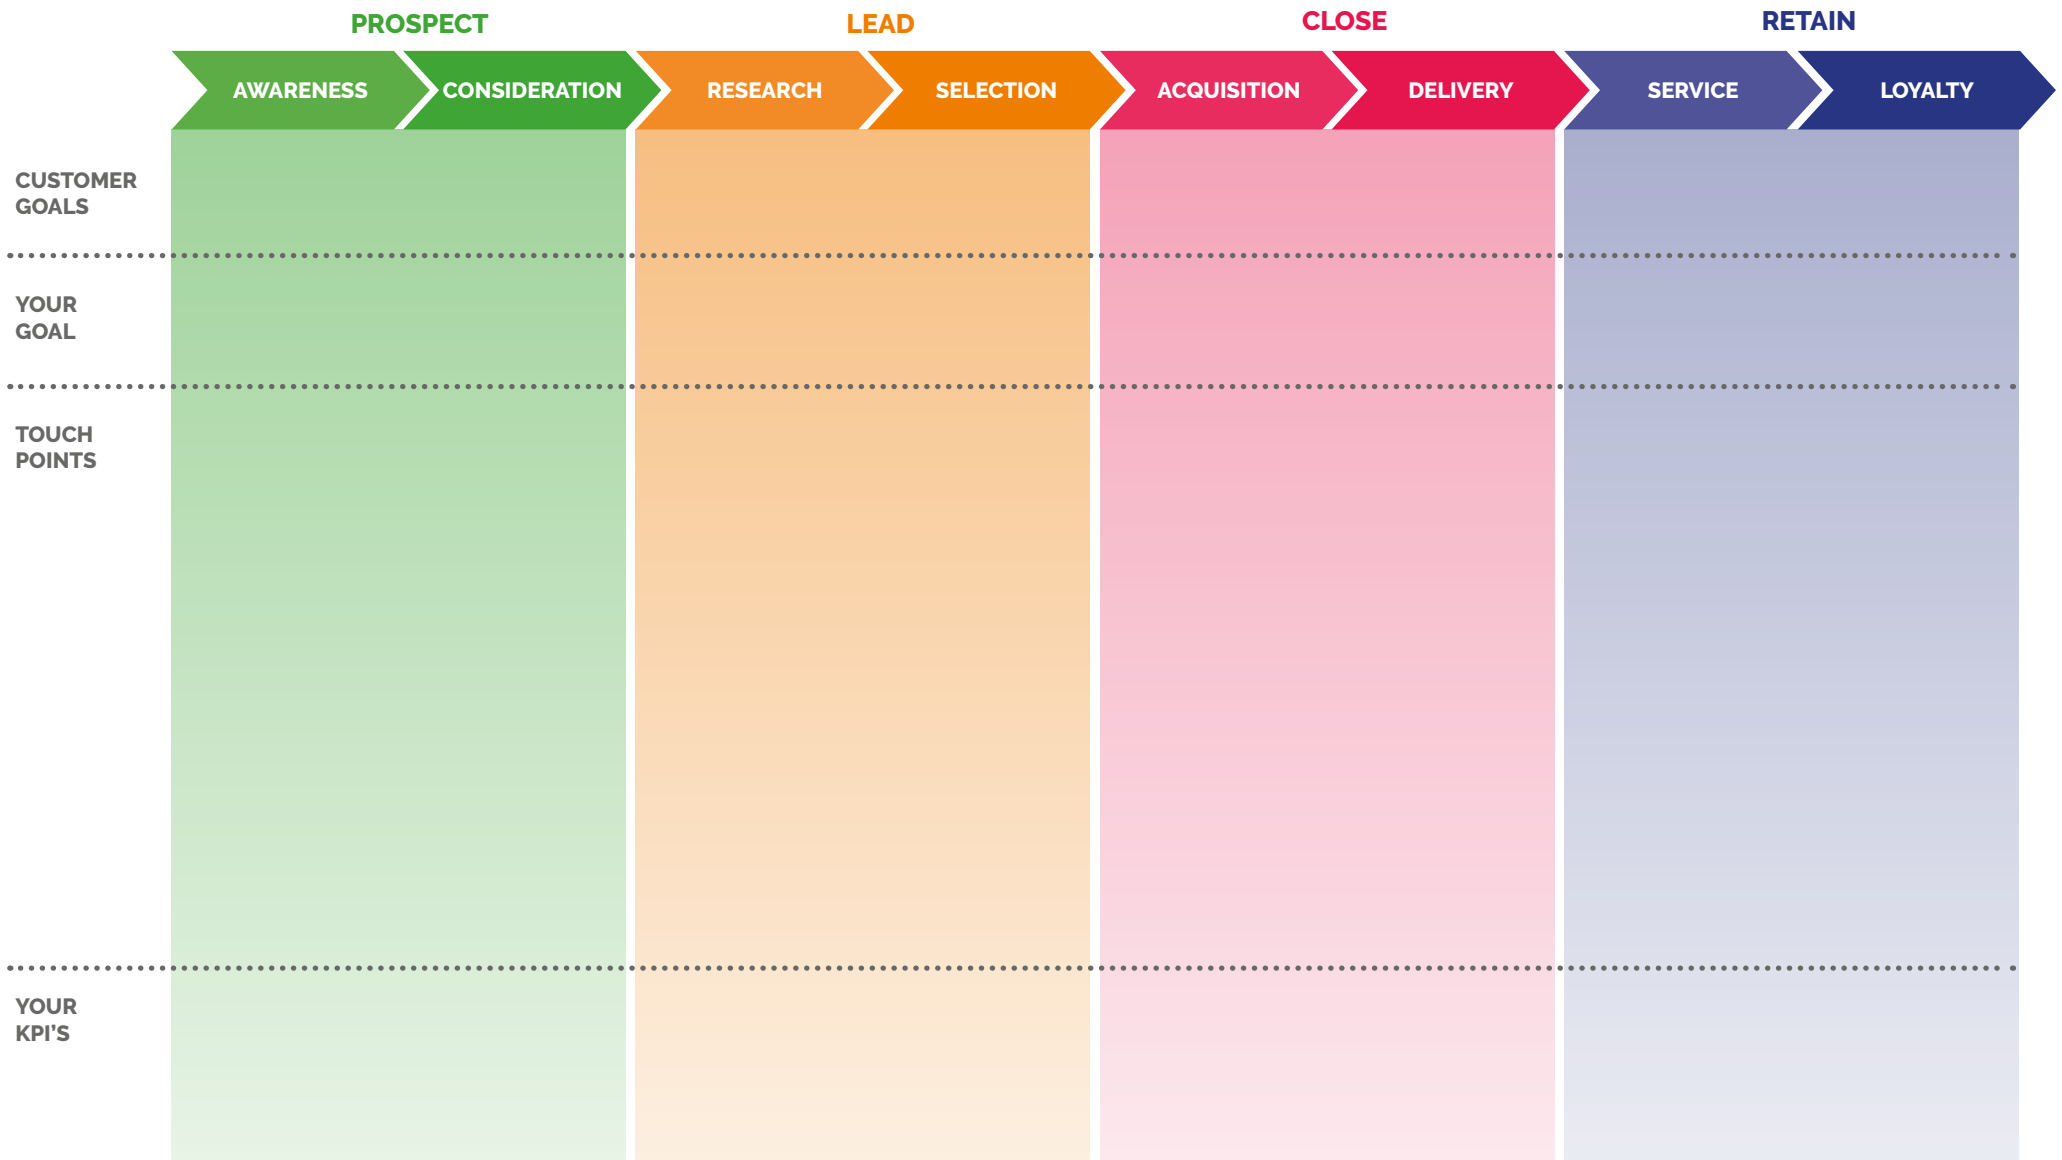 PROSPECT LEAD CLOSE RETAIN
AWARENESS CONSIDERATION RESEARCH SELECTION ACQUISITION DELIVERY SERVICE LOYALTY
CUSTOMER
GOALS
YOUR
GOAL
TOUCH
POINTS
YOUR
KPI’S